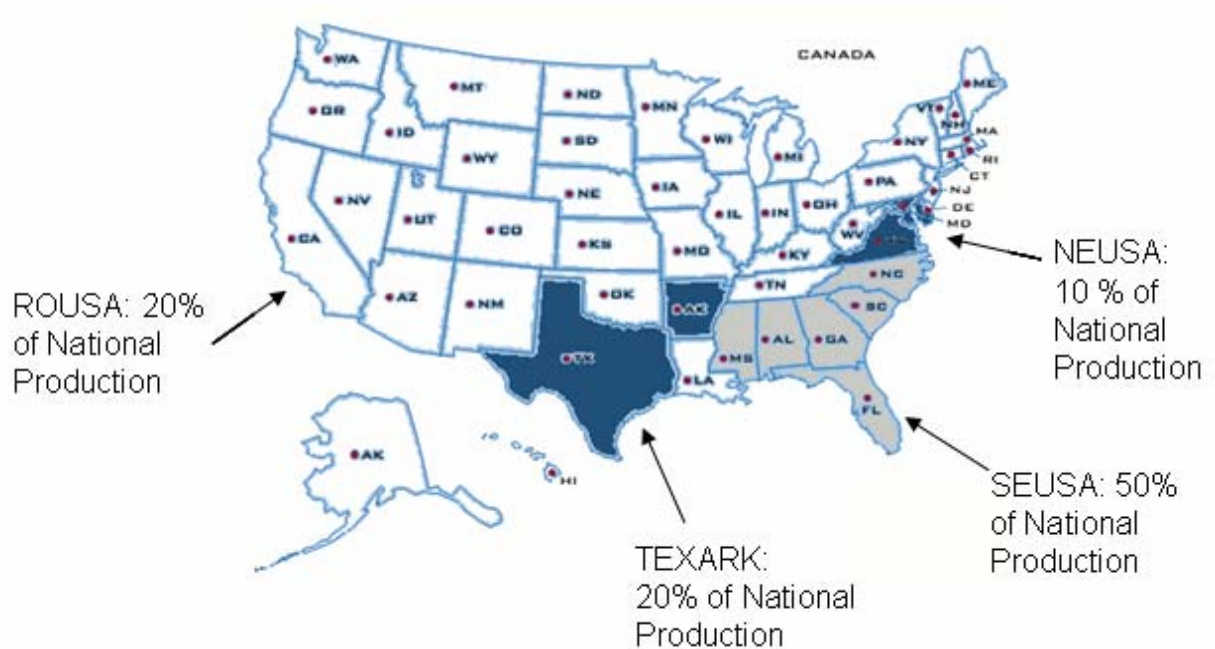 CANADA
WA
ME
MT
ND
VT
MN
OR
NH
MA
ID
SD
WI
NY
WY
MI
RI
CT
IA
PA
NE
NJ
NV
OH
IL
IN
DE
UT
MD
CO
WV
CA
KS
MO
KY
NC
TN
AZ
OK
NM
AK
SC
AL
GA
MS
TX
LA
FL
AK
HI
NEUSA:
10 % of
National
Production
ROUSA: 20%
of National
Production
SEUSA: 50%
of National
Production
TEXARK:
20% of National
Production